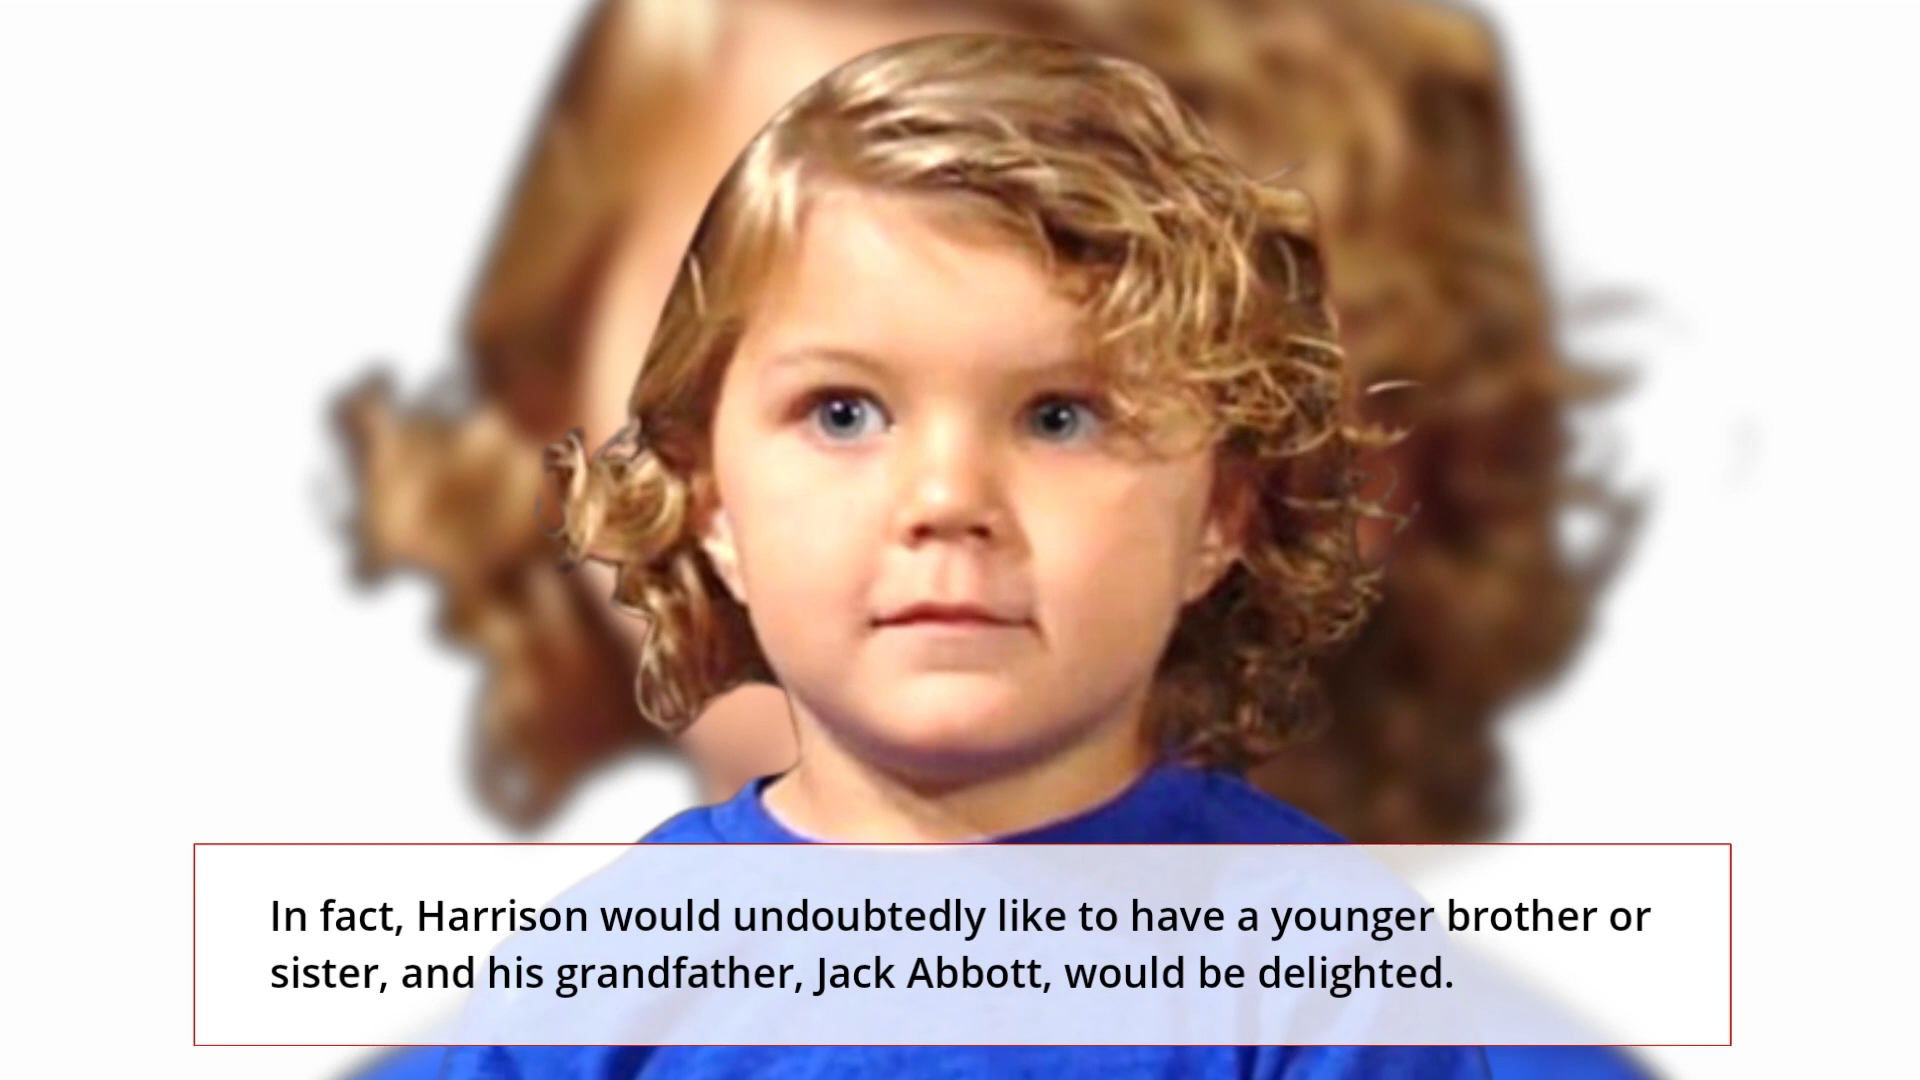 In fact, Harrison would undoubtedly like to have a younger brother or
sister, and his grandfather, Jack Abbott, would be delighted.